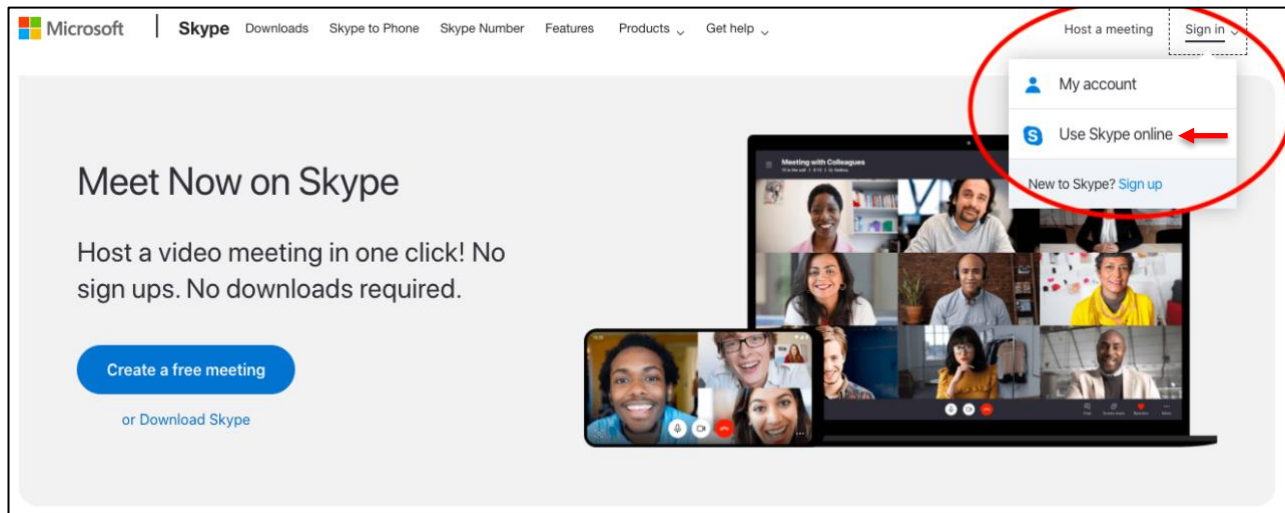 Microsoft Skype Downloads Skype to Phone Skype Number Features Products Get help Host a meeting Sign in
My account
Use Skype online
New to Skype? Sign up
Meet Now on Skype
Host a video meeting in one click! No
sign ups. No downloads required.
Create a free meeting
or Download Skype
Meeting with Colleagues